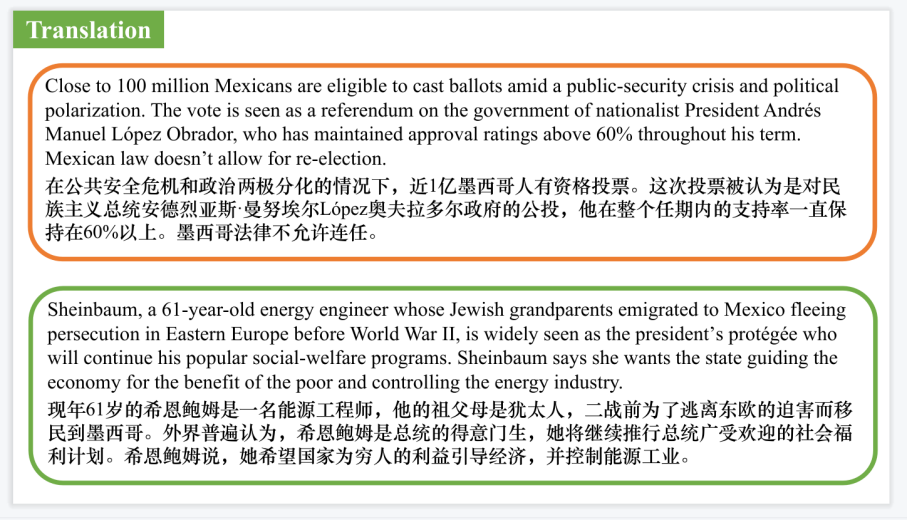 Translation
Close to 100 million Mexicans are eligible to cast ballots amid a public-security crisis and political
polarization. The vote is seen as a referendum on the government of nationalist President Andrés
Manuel López Obrador, who has maintained approval ratings above 60% throughout his term.
Mexican law doesn’t allow for re-election.
在公共安全危机和政治两极分化的情况下，近1亿墨西哥人有资格投票。这次投票被认为是对民
族主义总统安德烈亚斯·曼努埃尔López奥夫拉多尔政府的公投，他在整个任期内的支持率一直保
持在60%以上。墨西哥法律不允许连任。
Sheinbaum, a 61-year-old energy engineer whose Jewish grandparents emigrated to Mexico fleeing
persecution in Eastern Europe before World War II, is widely seen as the president’s protégée who
will continue his popular social-welfare programs. Sheinbaum says she wants the state guiding the
economy for the benefit of the poor and controlling the energy industry.
现年61岁的希恩鲍姆是一名能源工程师，他的祖父母是犹太人，二战前为了逃离东欧的迫害而移
民到墨西哥。外界普遍认为，希恩鲍姆是总统的得意门生，她将继续推行总统广受欢迎的社会福
利计划。希恩鲍姆说，她希望国家为穷人的利益引导经济，并控制能源工业。